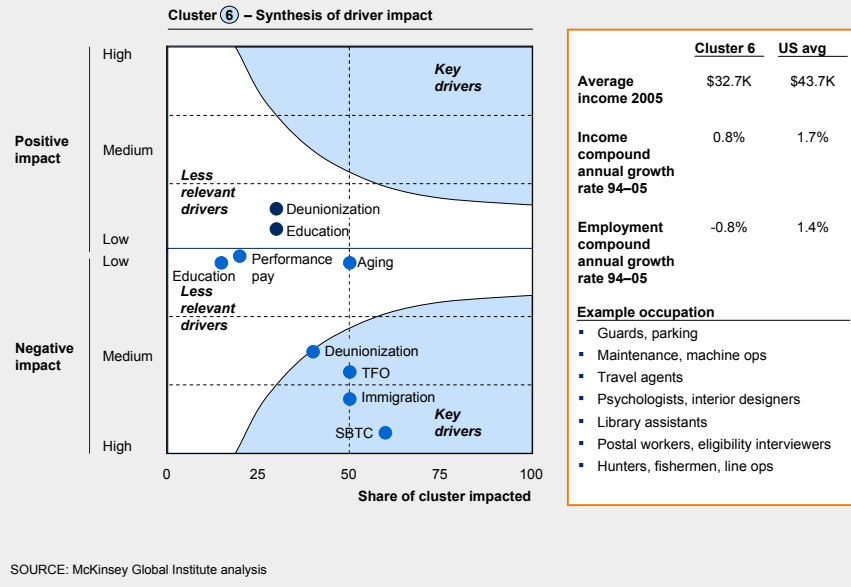 Cluster 6 – Synthesis of driver impact
High
Key
drivers
Positive
impact
Medium
Less
relevant
drivers
Deunionization
Education
Low
Low
Education
Performance
pay
Aging
Less
relevant
drivers
Negative
impact
Medium
Deunionization
TFO
Immigration
SBTC
Key
drivers
High
0 25 50 75 100
Share of cluster impacted
Cluster 6 US avg
Average
income 2005
$32.7K $43.7K
Income
compound
annual growth
rate 94–05
0.8% 1.7%
Employment
compound
annual growth
rate 94–05
-0.8% 1.4%
Example occupation
▪ Guards, parking
▪ Maintenance, machine ops
▪ Travel agents
▪ Psychologists, interior designers
▪ Library assistants
▪ Postal workers, eligibility interviewers
▪ Hunters, fishermen, line ops
SOURCE: McKinsey Global Institute analysis